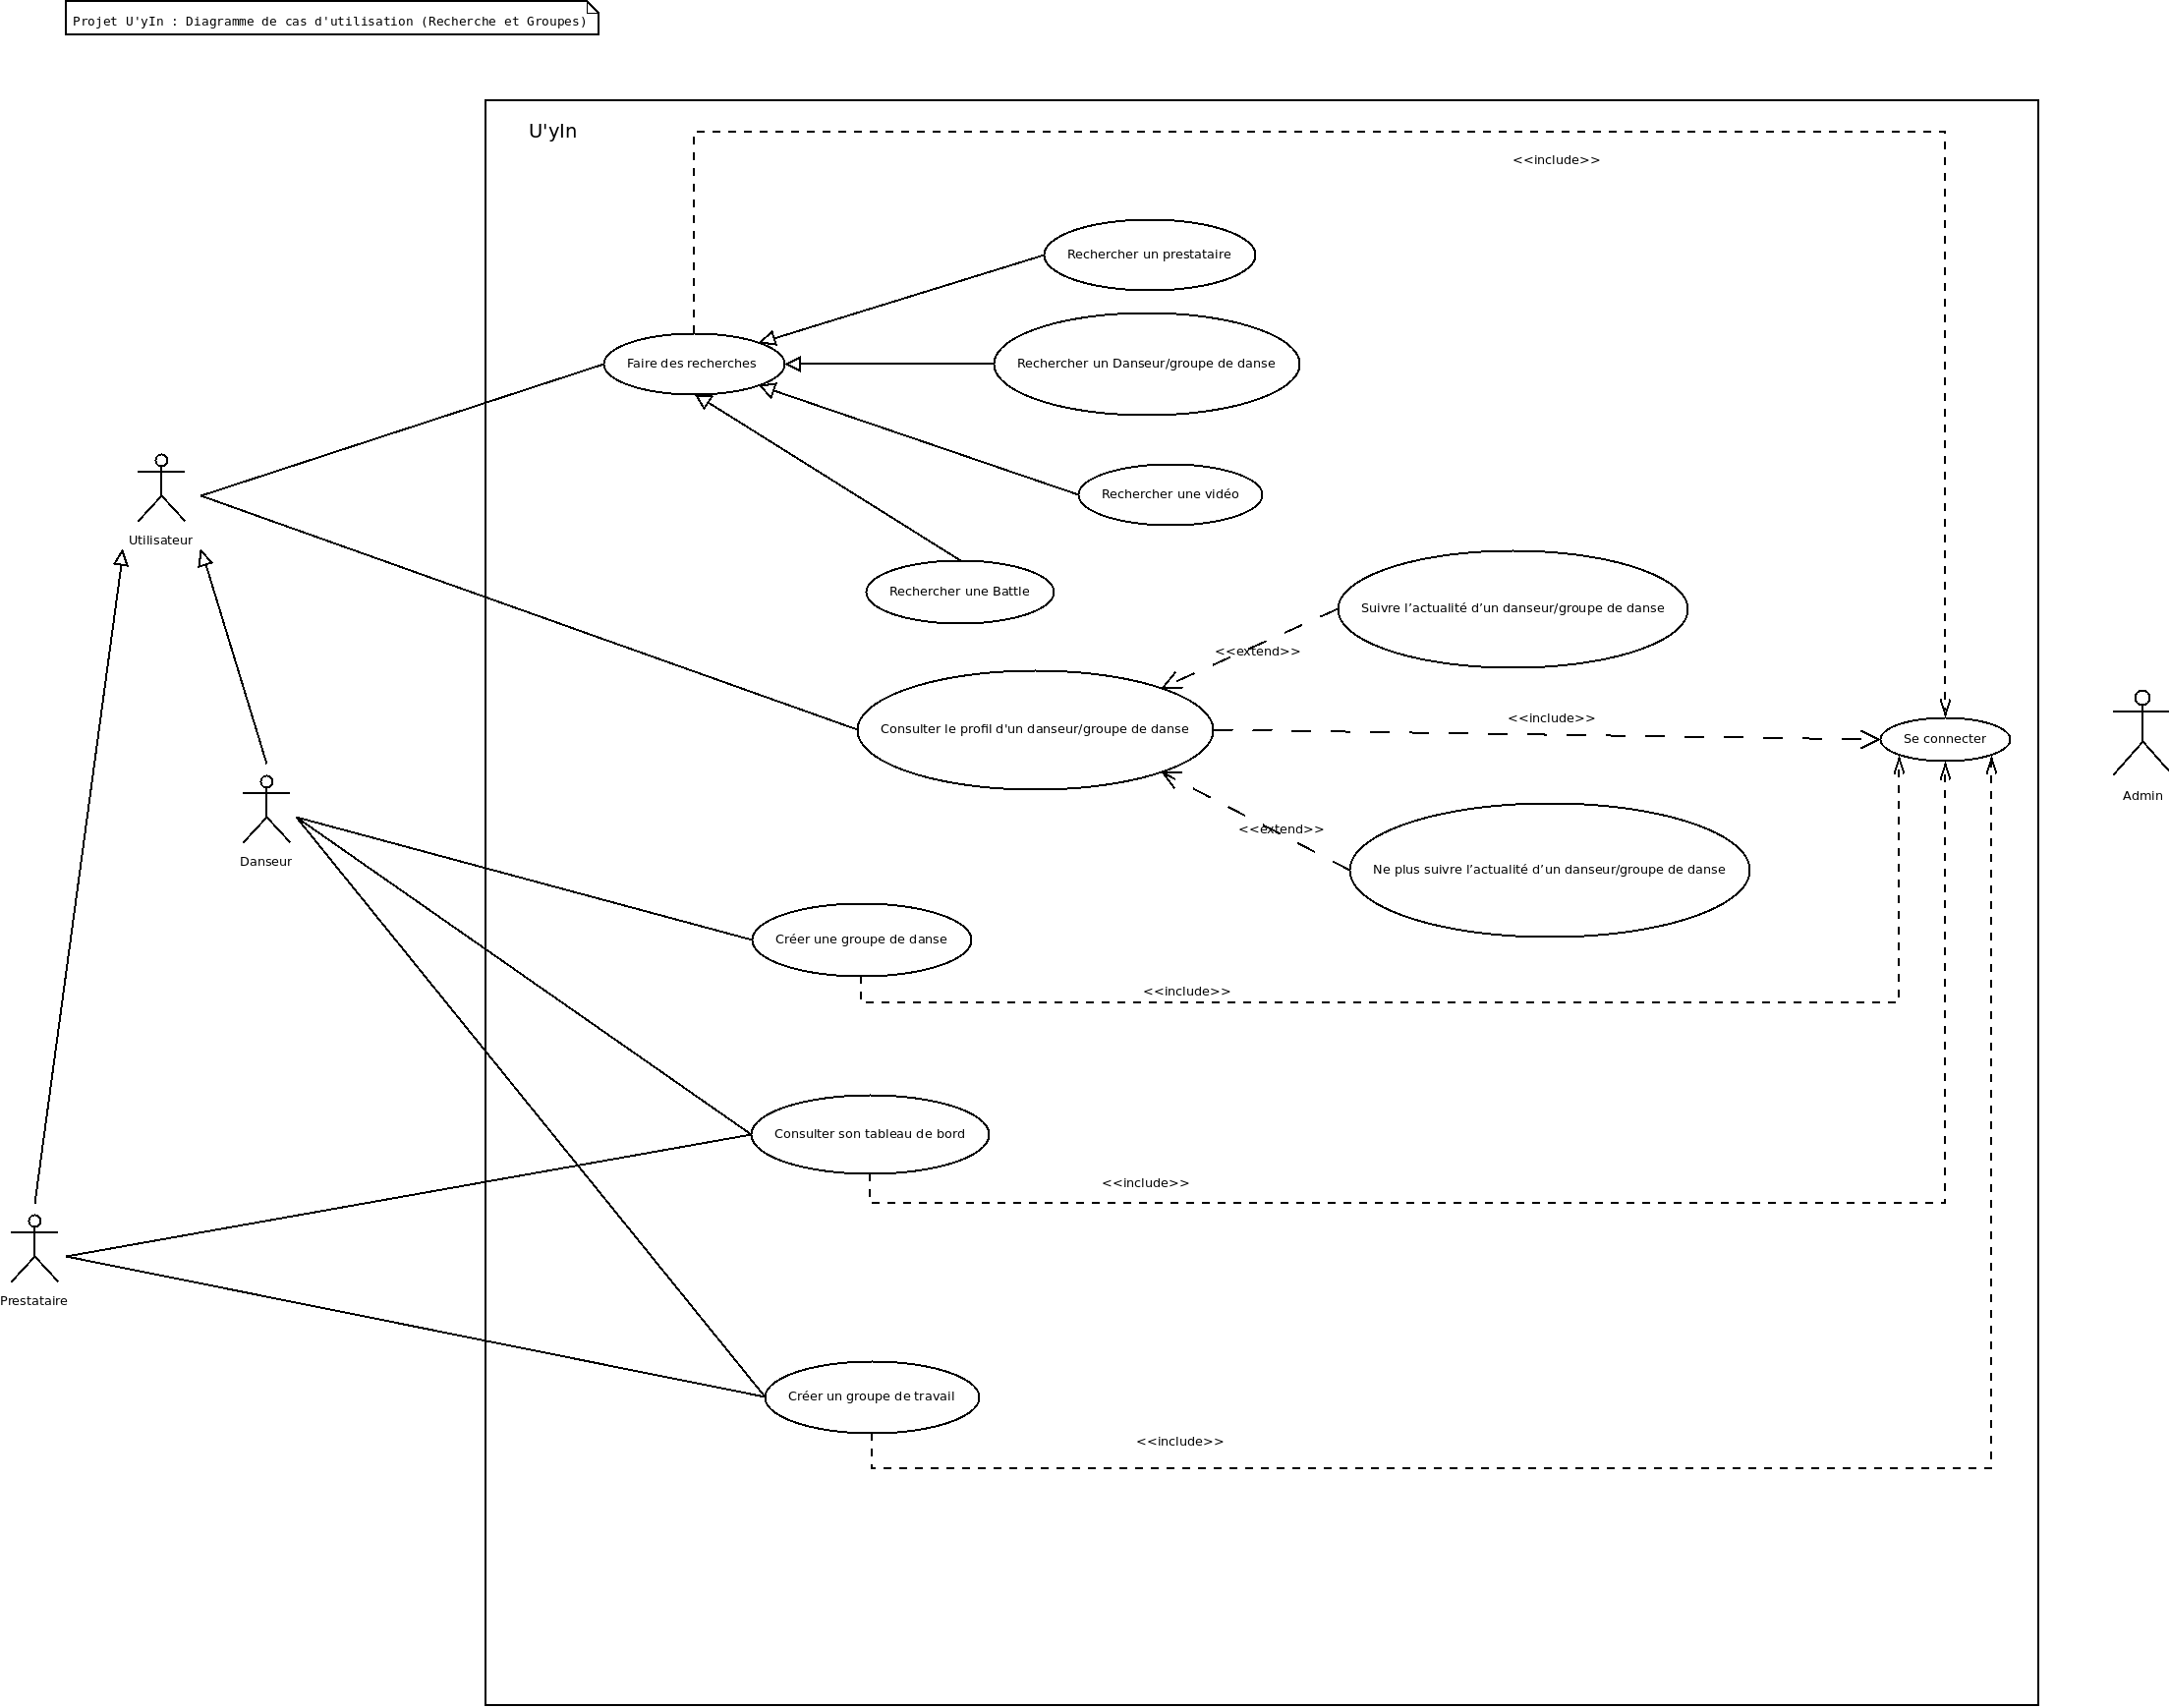 Projet U'yIn : Diagramme de cas d'utilisation (Recherche et Groupes)
U'yIn
<<include>>
Rechercher un prestataire
Faire des recherches
Rechercher un Danseur/groupe de danse
Rechercher une vidéo
Utilisateur
Rechercher une Battle
Suivre l’actualité d’un danseur/groupe de danse
<<extend>>
<<include>>
Consulter le profil d'un danseur/groupe de danse
Se connecter
Admin
<<extend>>
Danseur
Ne plus suivre l’actualité d’un danseur/groupe de danse
Créer une groupe de danse
<<include>>
Consulter son tableau de bord
<<include>>
Prestataire
Créer un groupe de travail
<<include>>